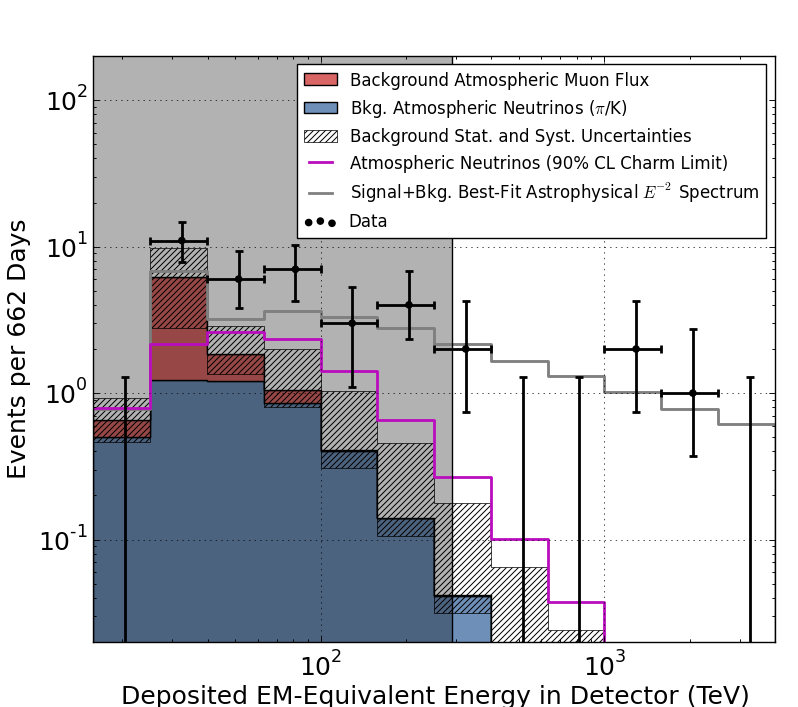 Background Atmospheric Muon Flux
Bkg. Atmospheric Neutrinos (π/K)
Background Stat. and Syst. Uncertainties
Atmospheric Neutrinos (90% CL Charm Limit)
Signal+Bkg. Best-Fit Astrophysical E⁻² Spectrum
Data
Events per 662 Days
10²
10¹
10⁰
10⁻¹
10² 10³
Deposited EM-Equivalent Energy in Detector (TeV)